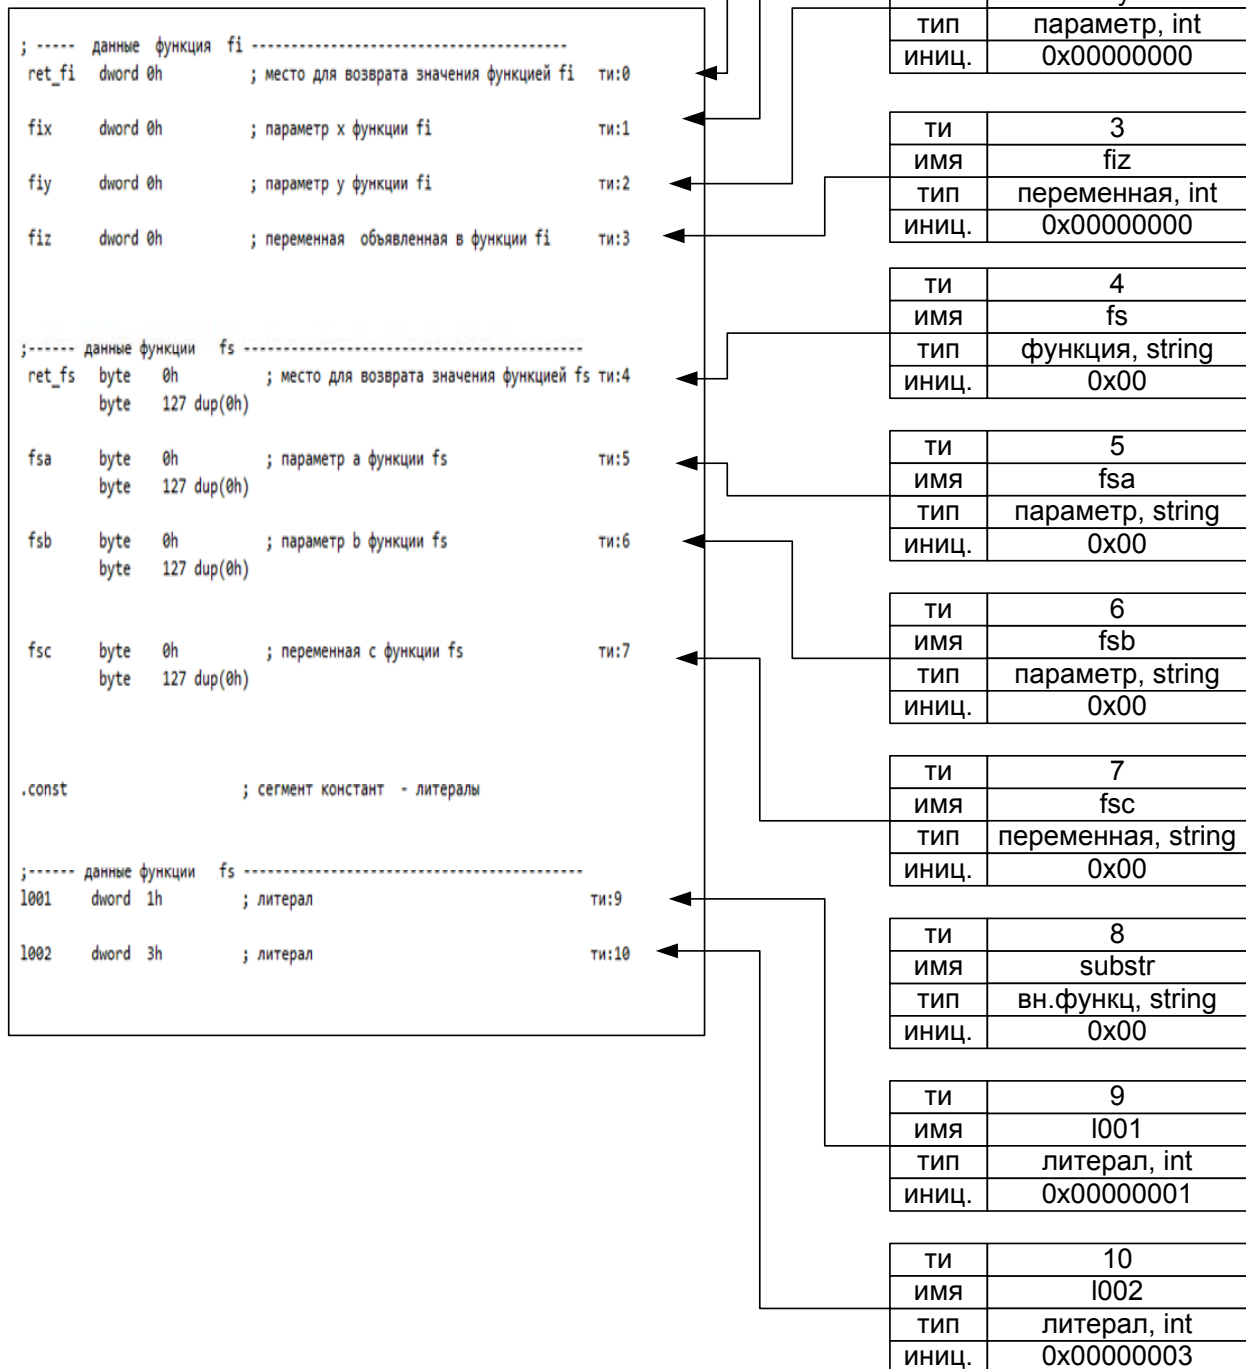 ; ----- данные функция fi ----------------------------------------
ret_fi dword 0h ; место для возврата значения функцией fi ти:0
fix dword 0h ; параметр x функции fi ти:1
fiy dword 0h ; параметр y функции fi ти:2
fiz dword 0h ; переменная объявленная в функции fi ти:3
;------ данные функции fs -------------------------------------------
ret_fs byte 0h ; место для возврата значения функцией fs ти:4
byte 127 dup(0h)
fsa byte 0h ; параметр a функции fs ти:5
byte 127 dup(0h)
fsb byte 0h ; параметр b функции fs ти:6
byte 127 dup(0h)
fsc byte 0h ; переменная c функции fs ти:7
byte 127 dup(0h)
.const ; сегмент констант - литералы
;------ данные функции fs -------------------------------------------
l001 dword 1h ; литерал ти:9
l002 dword 3h ; литерал ти:10
тип параметр, int
иниц. 0x00000000
ти 3
имя fiz
тип переменная, int
иниц. 0x00000000
ти 4
имя fs
тип функция, string
иниц. 0x00
ти 5
имя fsa
тип параметр, string
иниц. 0x00
ти 6
имя fsb
тип параметр, string
иниц. 0x00
ти 7
имя fsc
тип переменная, string
иниц. 0x00
ти 8
имя substr
тип вн.функц, string
иниц. 0x00
ти 9
имя l001
тип литерал, int
иниц. 0x00000001
ти 10
имя l002
тип литерал, int
иниц. 0x00000003